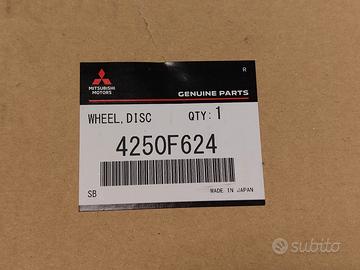 R
MITSUBISHI
MOTORS
GENUINE PARTS
WHEEL, DISC QTY: 1
4250F624
SB MADE IN JAPAN
subito